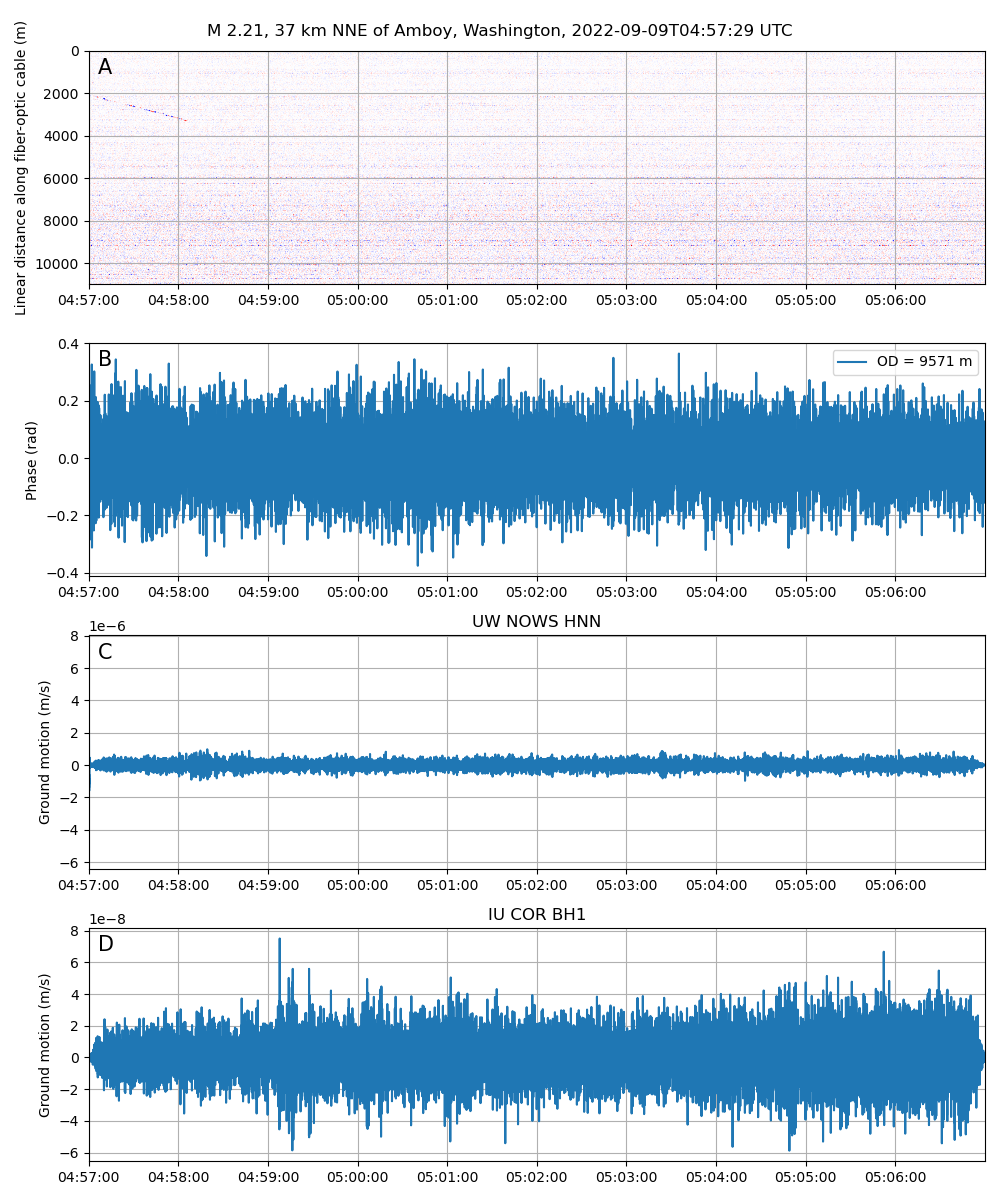 M 2.21, 37 km NNE of Amboy, Washington, 2022-09-09T04:57:29 UTC
Linear distance along fiber-optic cable (m)
A
0
2000
4000
6000
8000
10000
04:57:00 04:58:00 04:59:00 05:00:00 05:01:00 05:02:00 05:03:00 05:04:00 05:05:00 05:06:00
Phase (rad)
B
OD = 9571 m
0.4
0.2
0.0
−0.2
−0.4
04:57:00 04:58:00 04:59:00 05:00:00 05:01:00 05:02:00 05:03:00 05:04:00 05:05:00 05:06:00
UW NOWS HNN
1e−6
Ground motion (m/s)
C
8
6
4
2
0
−2
−4
−6
04:57:00 04:58:00 04:59:00 05:00:00 05:01:00 05:02:00 05:03:00 05:04:00 05:05:00 05:06:00
IU COR BH1
1e−8
Ground motion (m/s)
D
8
6
4
2
0
−2
−4
−6
04:57:00 04:58:00 04:59:00 05:00:00 05:01:00 05:02:00 05:03:00 05:04:00 05:05:00 05:06:00